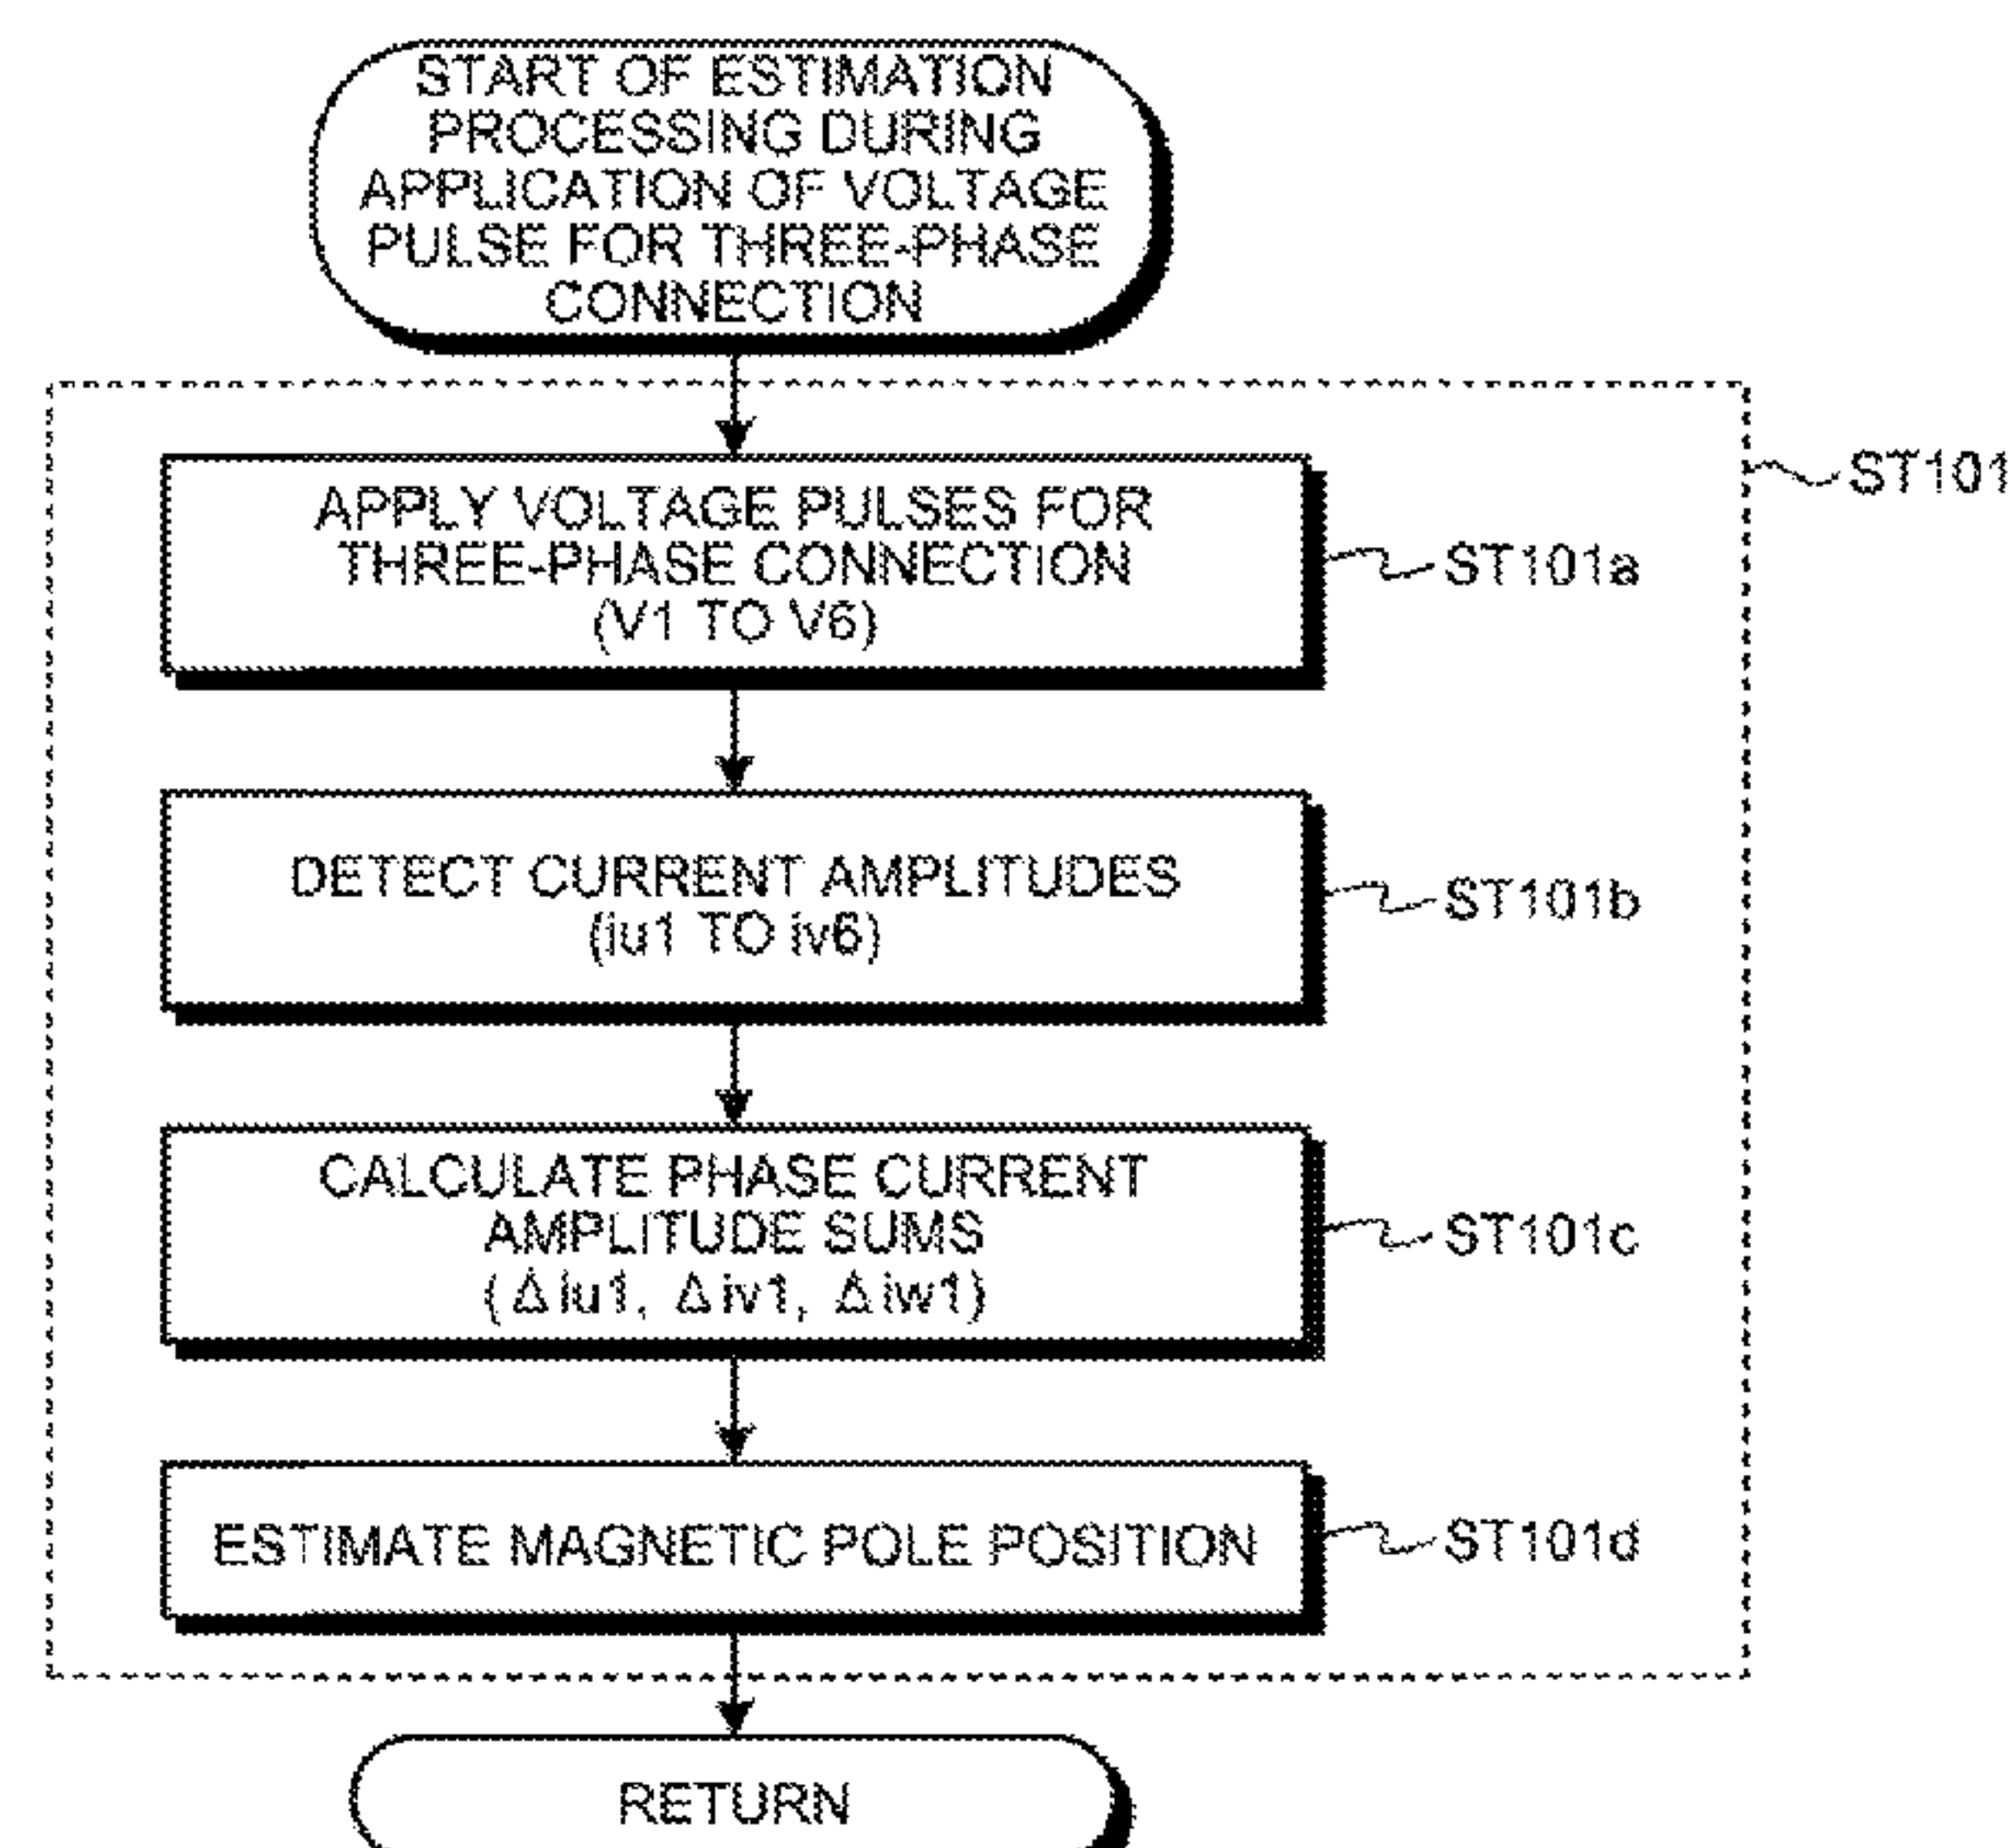 START OF ESTIMATION
PROCESSING DURING
APPLICATION OF VOLTAGE
PULSE FOR THREE-PHASE
CONNECTION
ST101
APPLY VOLTAGE PULSES FOR
THREE-PHASE CONNECTION
(V1 TO V6)
ST101a
DETECT CURRENT AMPLITUDES
(iu1 TO iv6)
ST101b
CALCULATE PHASE CURRENT
AMPLITUDE SUMS
(Δiu1, Δiv1, Δiw1)
ST101c
ESTIMATE MAGNETIC POLE POSITION
ST101d
RETURN